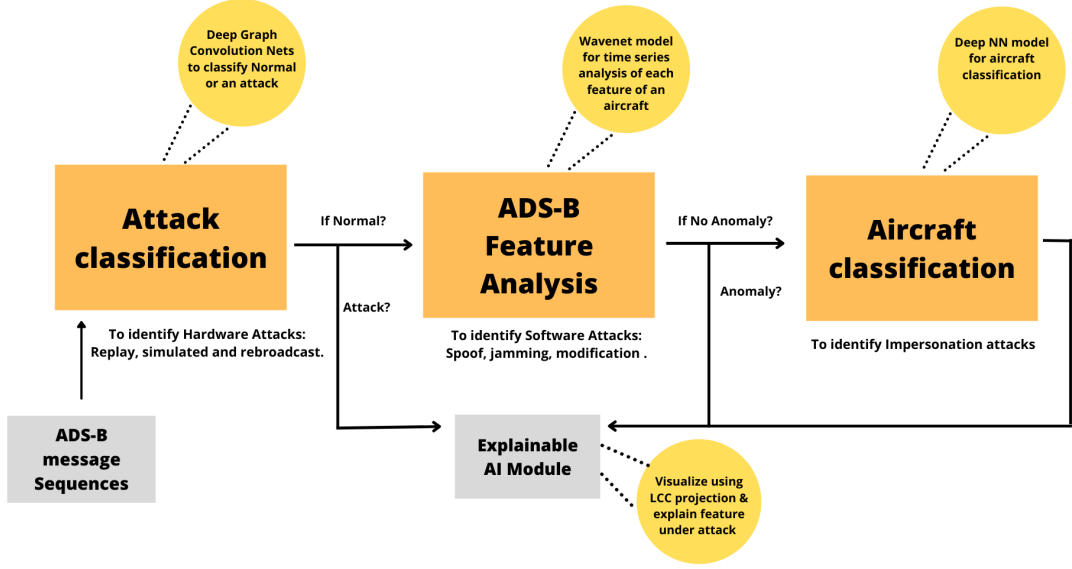 Deep Graph
Convolution Nets
to classify Normal
or an attack
Wavenet model
for time series
analysis of each
feature of an
aircraft
Deep NN model
for aircraft
classification
Attack
classification
If Normal?
ADS-B
Feature
Analysis
If No Anomaly?
Aircraft
classification
Attack?
Anomaly?
To identify Hardware Attacks:
Replay, simulated and rebroadcast.
To identify Software Attacks:
Spoof, jamming, modification .
To identify Impersonation attacks
ADS-B
message
Sequences
Explainable
AI Module
Visualize using
LCC projection &
explain feature
under attack